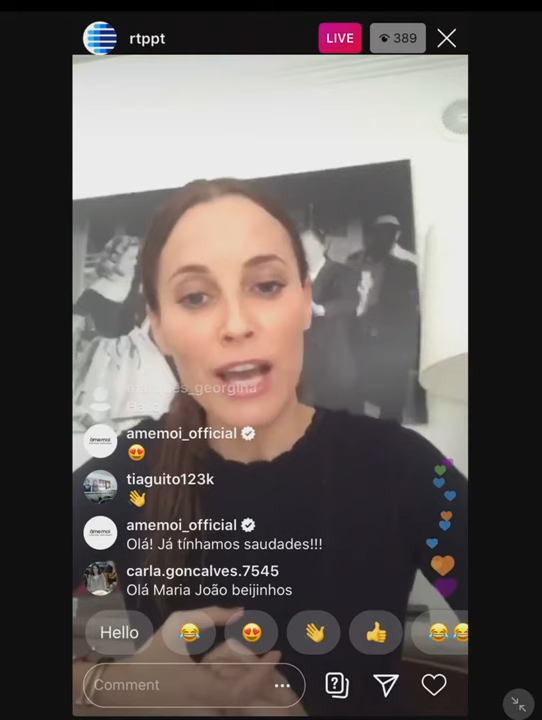 rtppt
LIVE
389
amemoi_official
tiaguito123k
amemoi_official
Olá! Já tínhamos saudades!!!
carla.goncalves.7545
Olá Maria João beijinhos
Hello
Comment